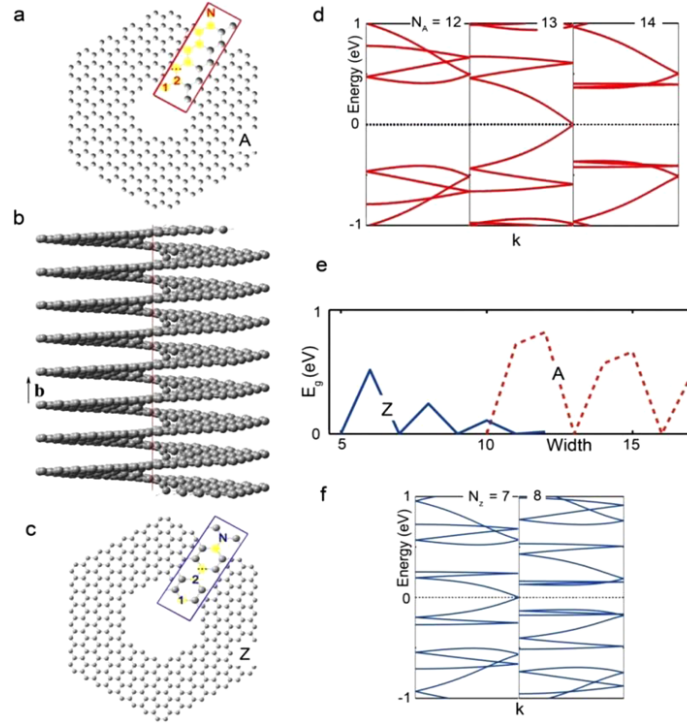 a
N
2
1
A
b
b
c
N
2
1
Z
d
N_A = 12 13 14
1
0
-1
Energy (eV)
k
e
1
0
E_g (eV)
Z
A
5 10 Width 15
f
N_z = 7 8
1
0
-1
Energy (eV)
k